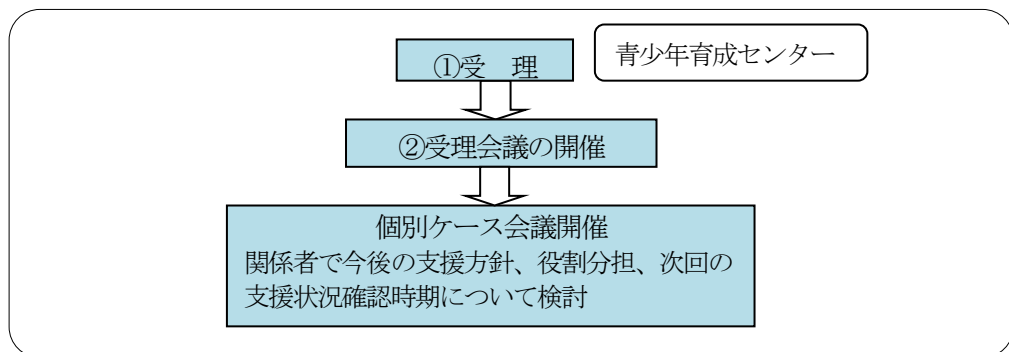 ①受　理
青少年育成センター
②受理会議の開催
個別ケース会議開催
関係者で今後の支援方針、役割分担、次回の
支援状況確認時期について検討